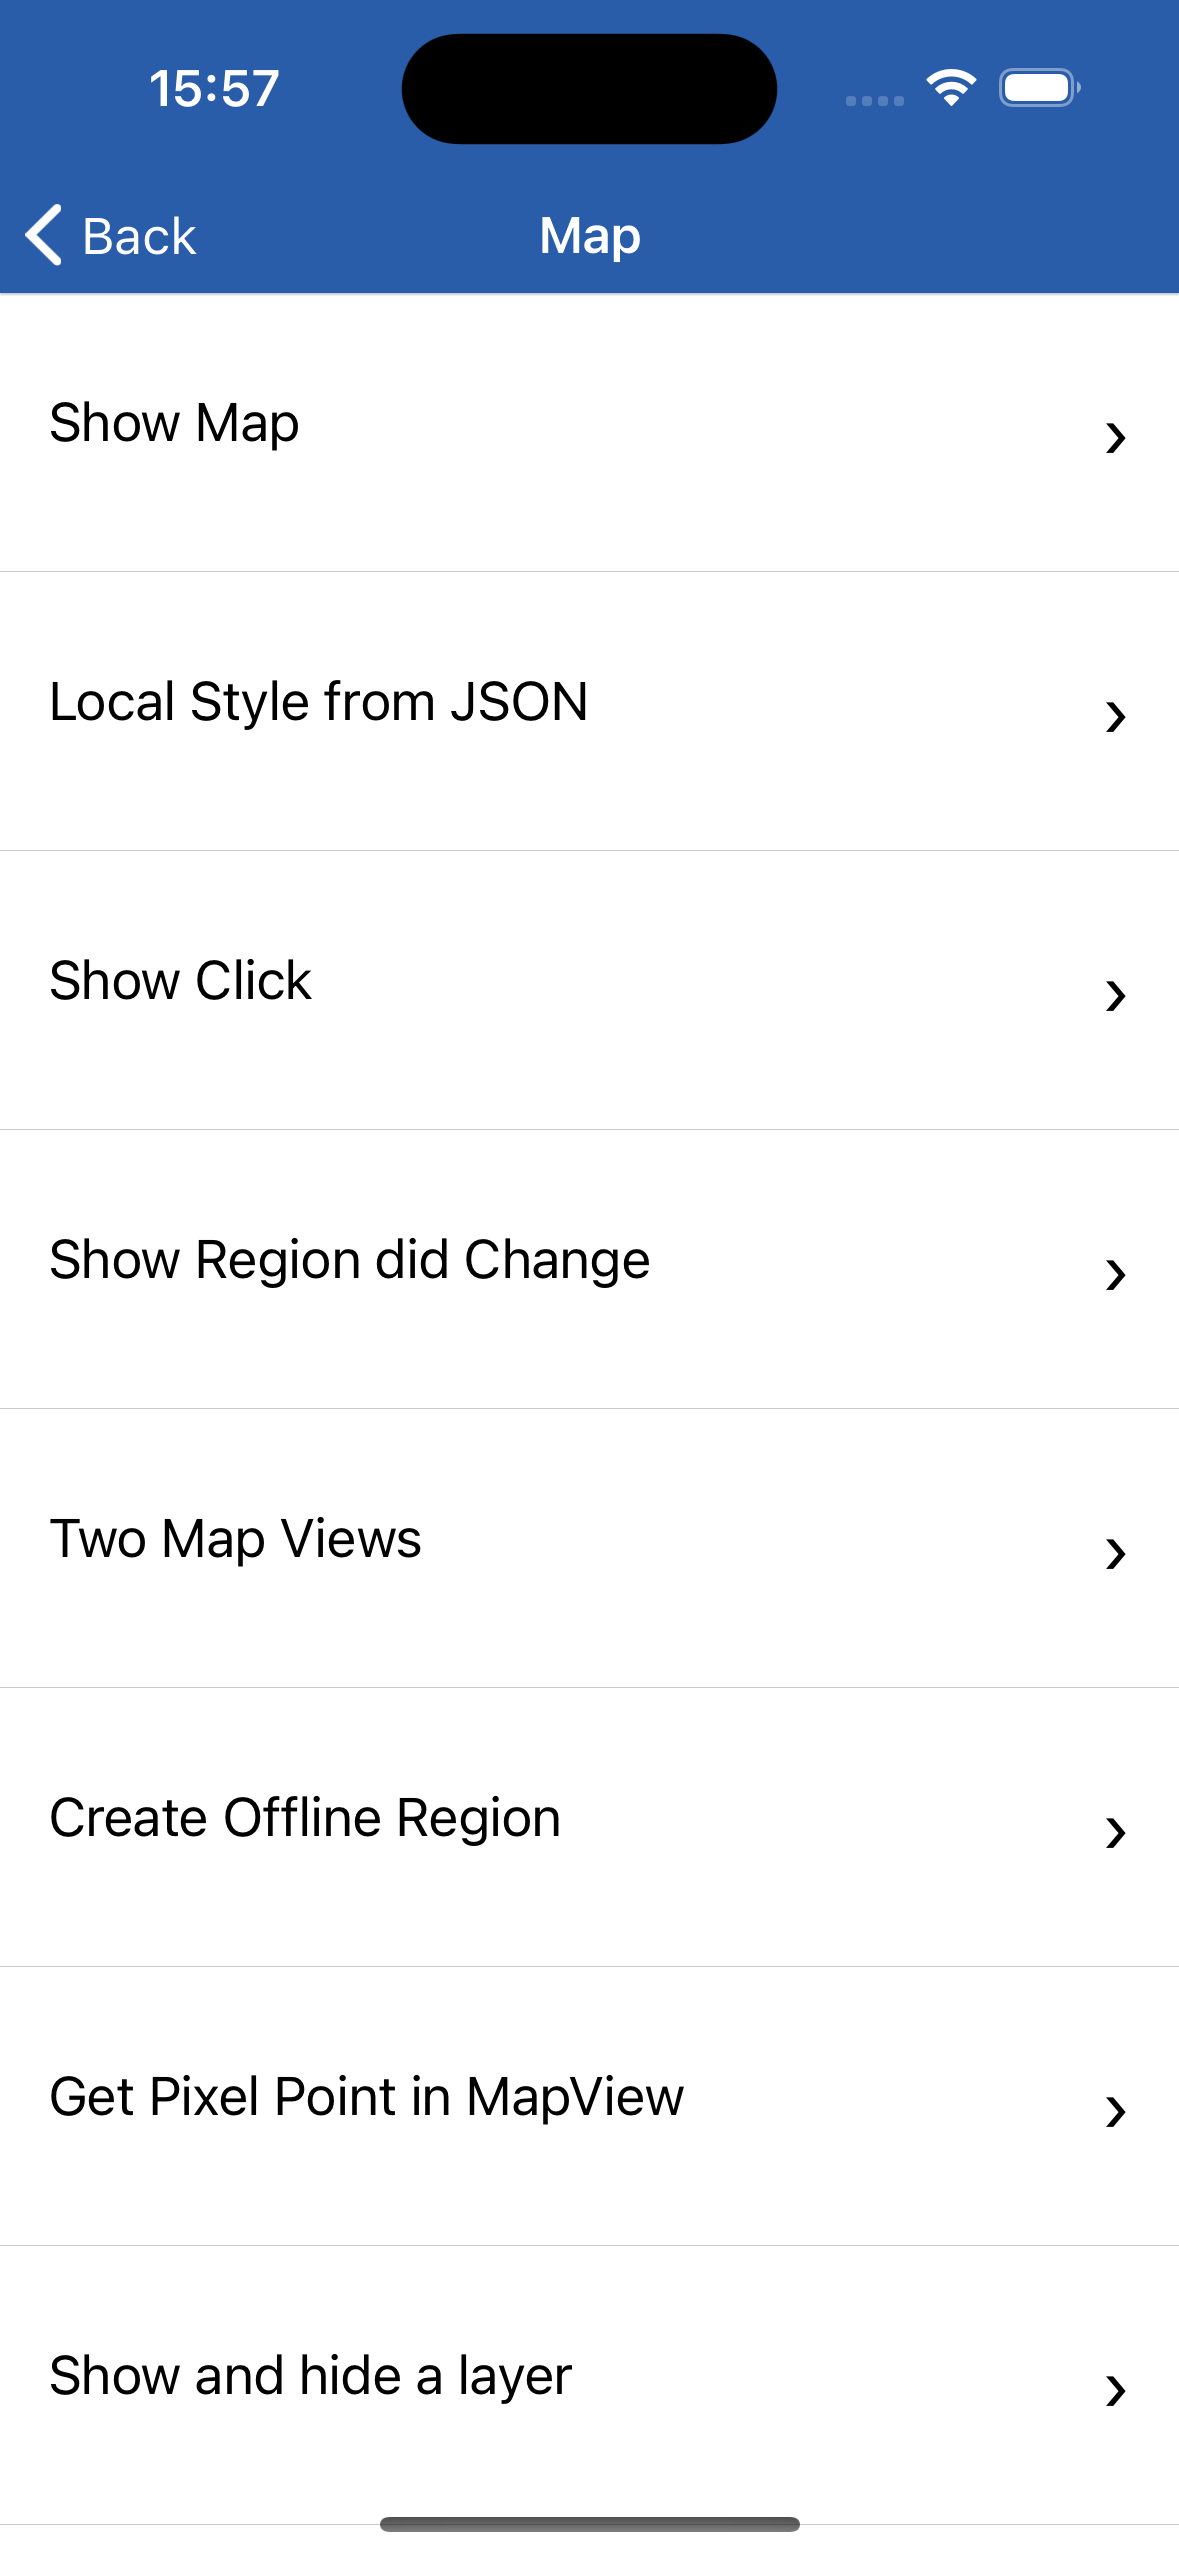 15:57
Back
Map
Show Map
Local Style from JSON
Show Click
Show Region did Change
Two Map Views
Create Offline Region
Get Pixel Point in MapView
Show and hide a layer